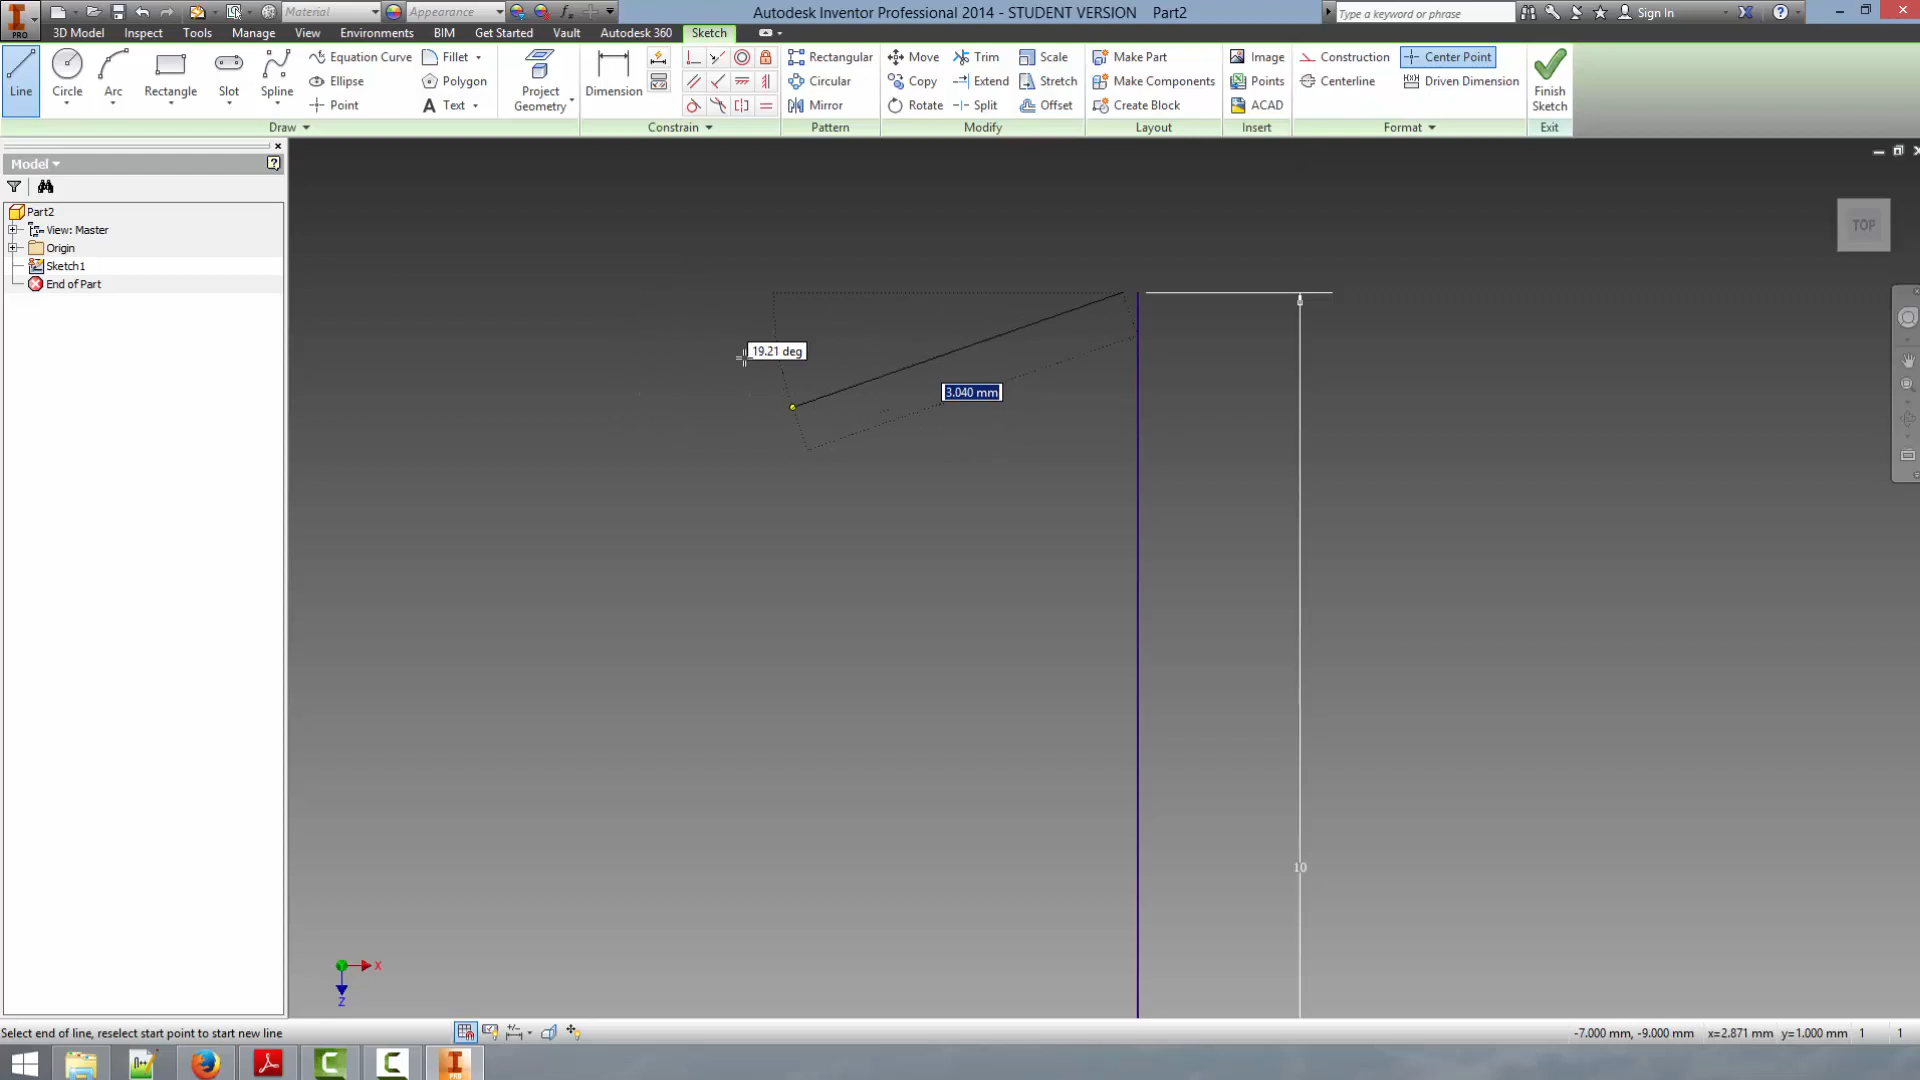 Material
Appearance
Autodesk Inventor Professional 2014 - STUDENT VERSION Part2
Type a keyword or phrase
Sign In
PRO
3D Model
Inspect
Tools
Manage
View
Environments
BIM
Get Started
Vault
Autodesk 360
Sketch
Line
Circle
Arc
Rectangle
Slot
Spline
Equation Curve
Ellipse
Point
Fillet
Polygon
Text
Project Geometry
Dimension
Rectangular
Circular
Mirror
Move
Copy
Rotate
Trim
Extend
Split
Scale
Stretch
Offset
Make Part
Make Components
Create Block
Image
Points
ACAD
Construction
Centerline
Center Point
Driven Dimension
Finish Sketch
Draw
Constrain
Pattern
Modify
Layout
Insert
Format
Exit
Model
Part2
View: Master
Origin
Sketch1
End of Part
TOP
19.21 deg
3.040 mm
10
X
Z
Select end of line, reselect start point to start new line
-7.000 mm, -9.000 mm
x=2.871 mm
y=1.000 mm
1
1